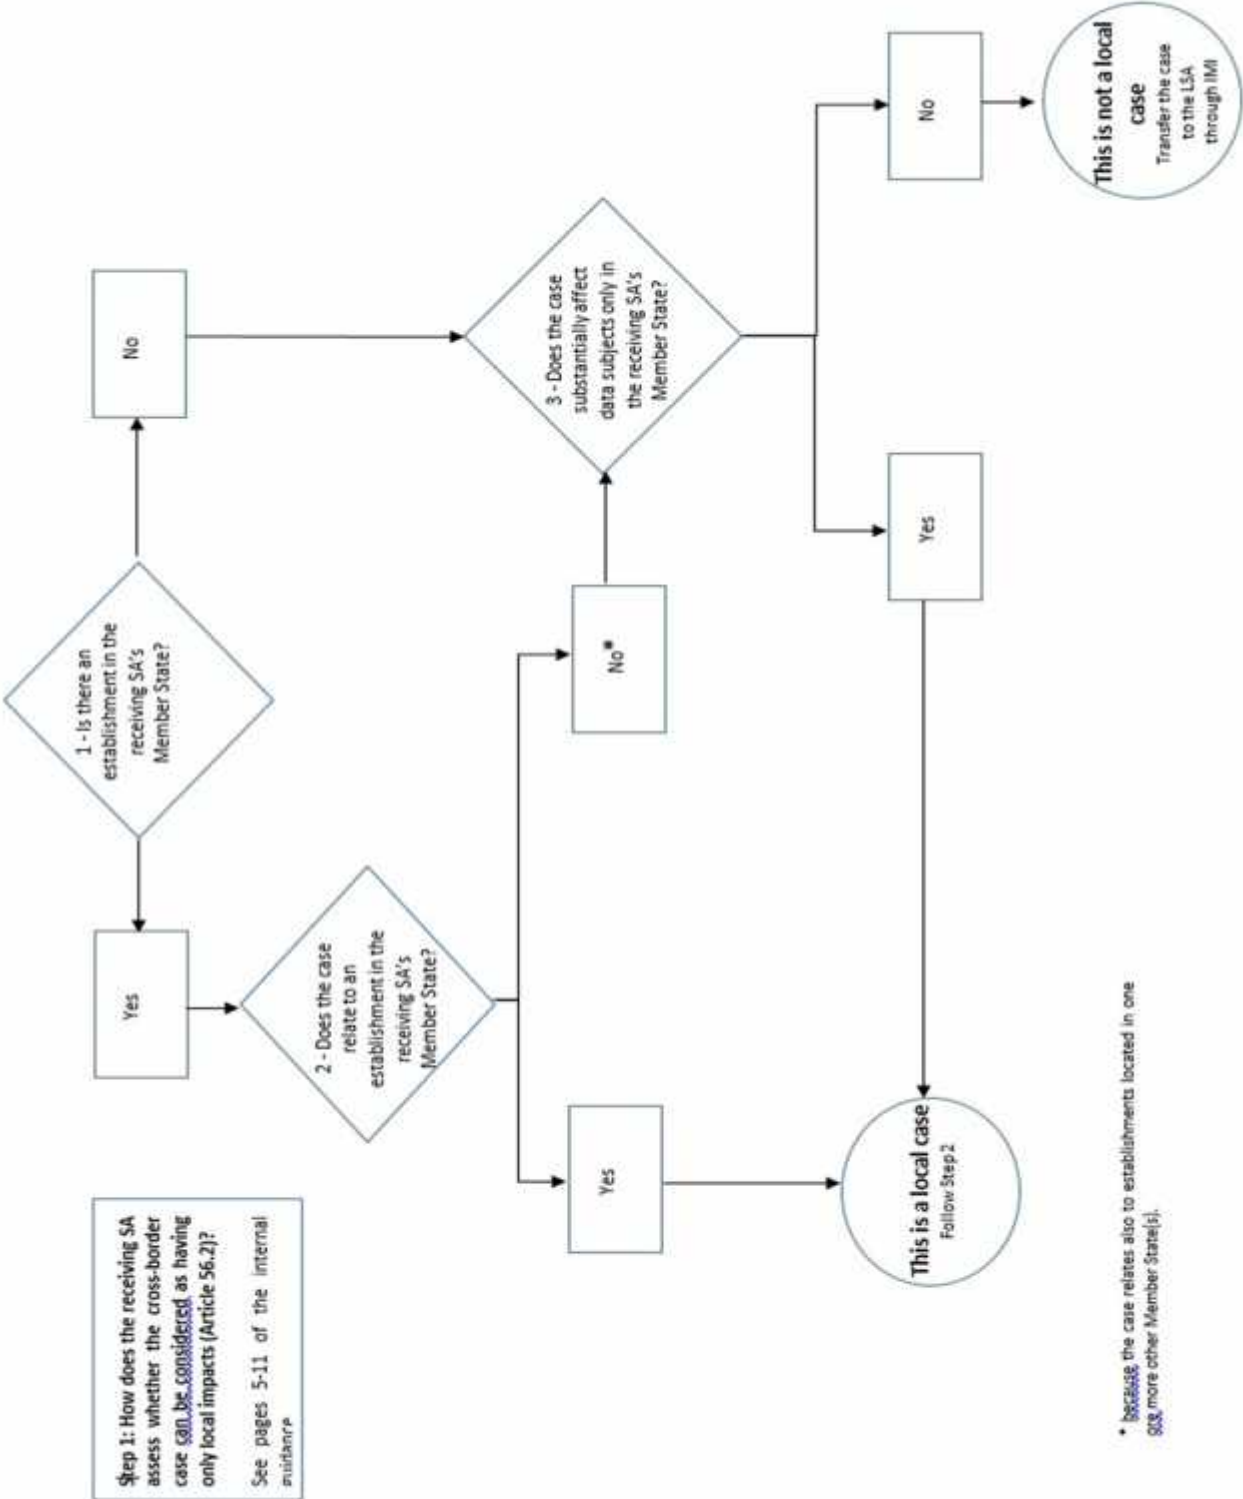 Step 1: How does the receiving SA
assess whether the cross-border
case can be considered as having
only local impacts (Article 56.2)?
See pages 5-11 of the internal
guidance
1 - Is there an
establishment in the
receiving SA's
Member State?
Yes
No
2 - Does the case
relate to an
establishment in the
receiving SA's
Member State?
Yes
No*
3 - Does the case
substantially affect
data subjects only in
the receiving SA's
Member State?
Yes
No
This is a local case
Follow Step 2
This is not a local
case
Transfer the case
to the LSA
through IMI
* because the case relates also to establishments located in one
ore more other Member State(s).